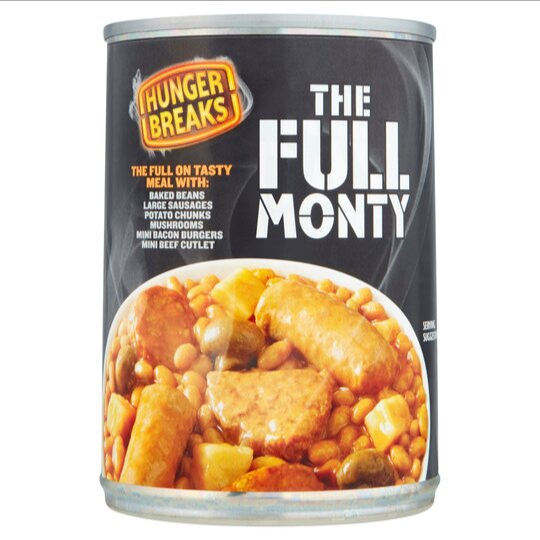 HUNGER
BREAKS
THE
FULL
MONTY
THE FULL ON TASTY
MEAL WITH:
BAKED BEANS
LARGE SAUSAGES
POTATO CHUNKS
MUSHROOMS
MINI BACON BURGERS
MINI BEEF CUTLET
SERVING